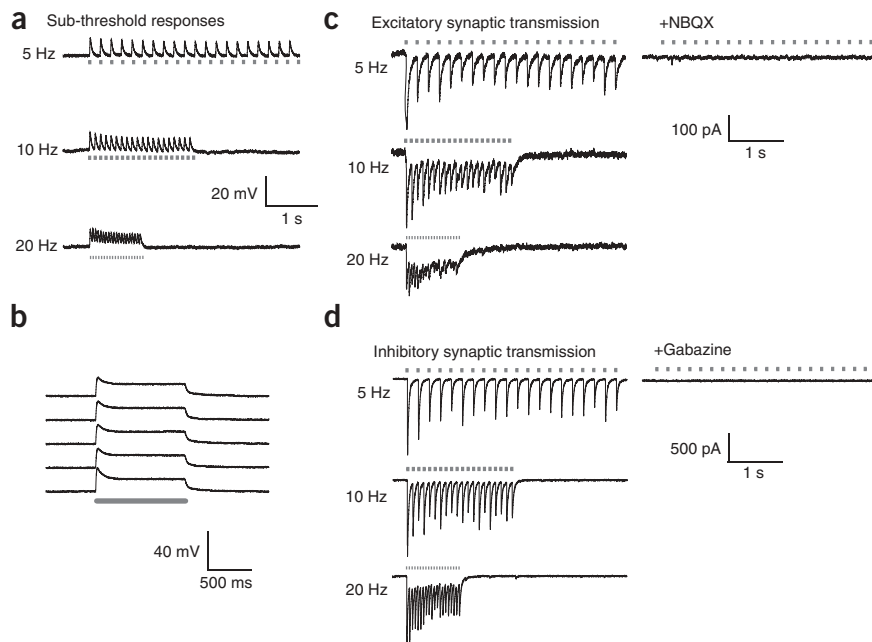 a
Sub-threshold responses
5 Hz
10 Hz
20 mV
1 s
20 Hz
b
40 mV
500 ms
c
Excitatory synaptic transmission
+NBQX
5 Hz
100 pA
1 s
10 Hz
20 Hz
d
Inhibitory synaptic transmission
+Gabazine
5 Hz
500 pA
1 s
10 Hz
20 Hz